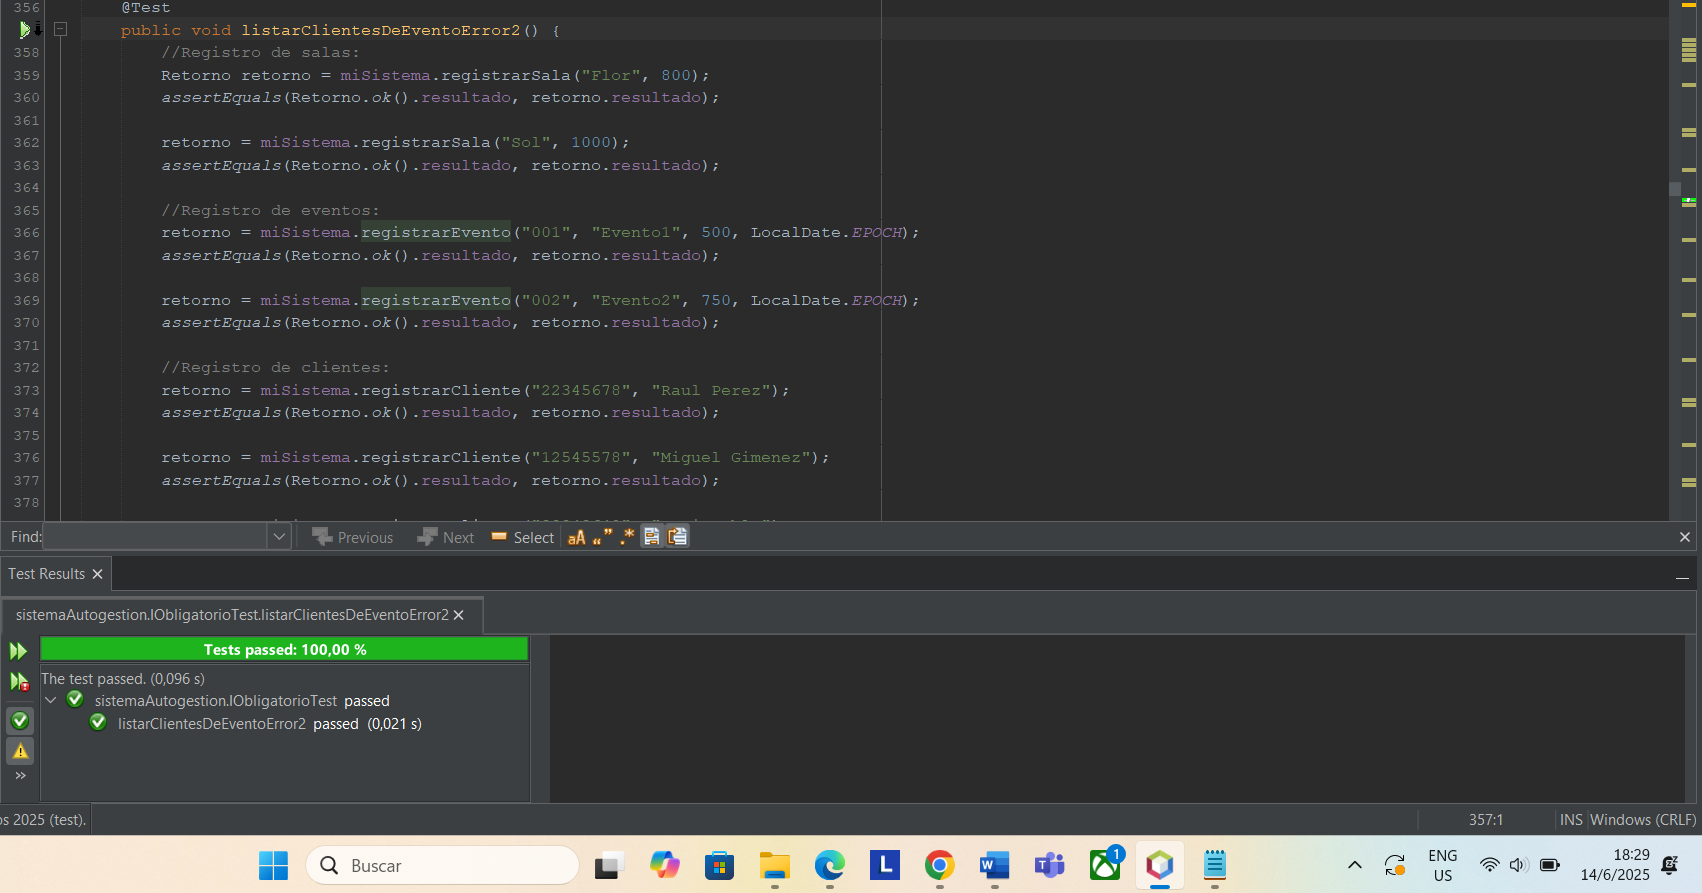 356 @Test
public void listarClientesDeEventoError2() {
358 //Registro de salas:
359 Retorno retorno = miSistema.registrarSala("Flor", 800);
360 assertEquals(Retorno.ok().resultado, retorno.resultado);
361
362 retorno = miSistema.registrarSala("Sol", 1000);
363 assertEquals(Retorno.ok().resultado, retorno.resultado);
364
365 //Registro de eventos:
366 retorno = miSistema.registrarEvento("001", "Evento1", 500, LocalDate.EPOCH);
367 assertEquals(Retorno.ok().resultado, retorno.resultado);
368
369 retorno = miSistema.registrarEvento("002", "Evento2", 750, LocalDate.EPOCH);
370 assertEquals(Retorno.ok().resultado, retorno.resultado);
371
372 //Registro de clientes:
373 retorno = miSistema.registrarCliente("22345678", "Raul Perez");
374 assertEquals(Retorno.ok().resultado, retorno.resultado);
375
376 retorno = miSistema.registrarCliente("12545578", "Miguel Gimenez");
377 assertEquals(Retorno.ok().resultado, retorno.resultado);
378
Find: Previous Next Select aA “” .*
Test Results
sistemaAutogestion.IObligatorioTest.listarClientesDeEventoError2
Tests passed: 100,00 %
The test passed. (0,096 s)
sistemaAutogestion.IObligatorioTest passed
listarClientesDeEventoError2 passed (0,021 s)
os 2025 (test). 357:1 INS Windows (CRLF)
Buscar
L
W
1
ENG
US
18:29
14/6/2025